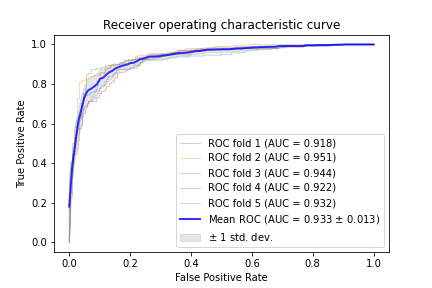 Receiver operating characteristic curve
True Positive Rate
1.0
0.8
0.6
0.4
0.2
0.0
ROC fold 1 (AUC = 0.918)
ROC fold 2 (AUC = 0.951)
ROC fold 3 (AUC = 0.944)
ROC fold 4 (AUC = 0.922)
ROC fold 5 (AUC = 0.932)
Mean ROC (AUC = 0.933 ± 0.013)
± 1 std. dev.
0.0 0.2 0.4 0.6 0.8 1.0
False Positive Rate